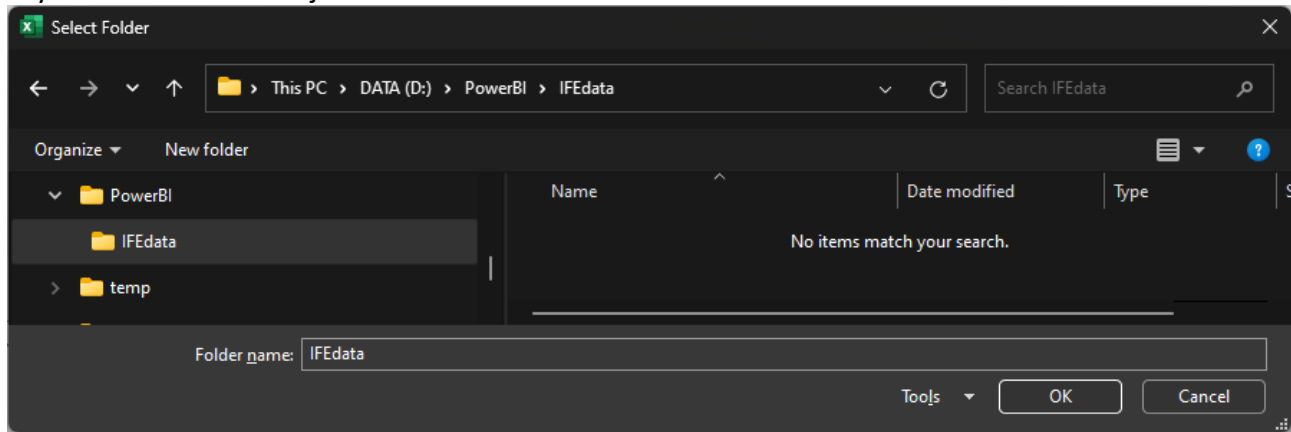 Select Folder
This PC > DATA (D:) > PowerBI > IFEdata
Search IFEdata
Organize
New folder
PowerBI
IFEdata
temp
Name
Date modified
Type
No items match your search.
Folder name: IFEdata
Tools
OK
Cancel